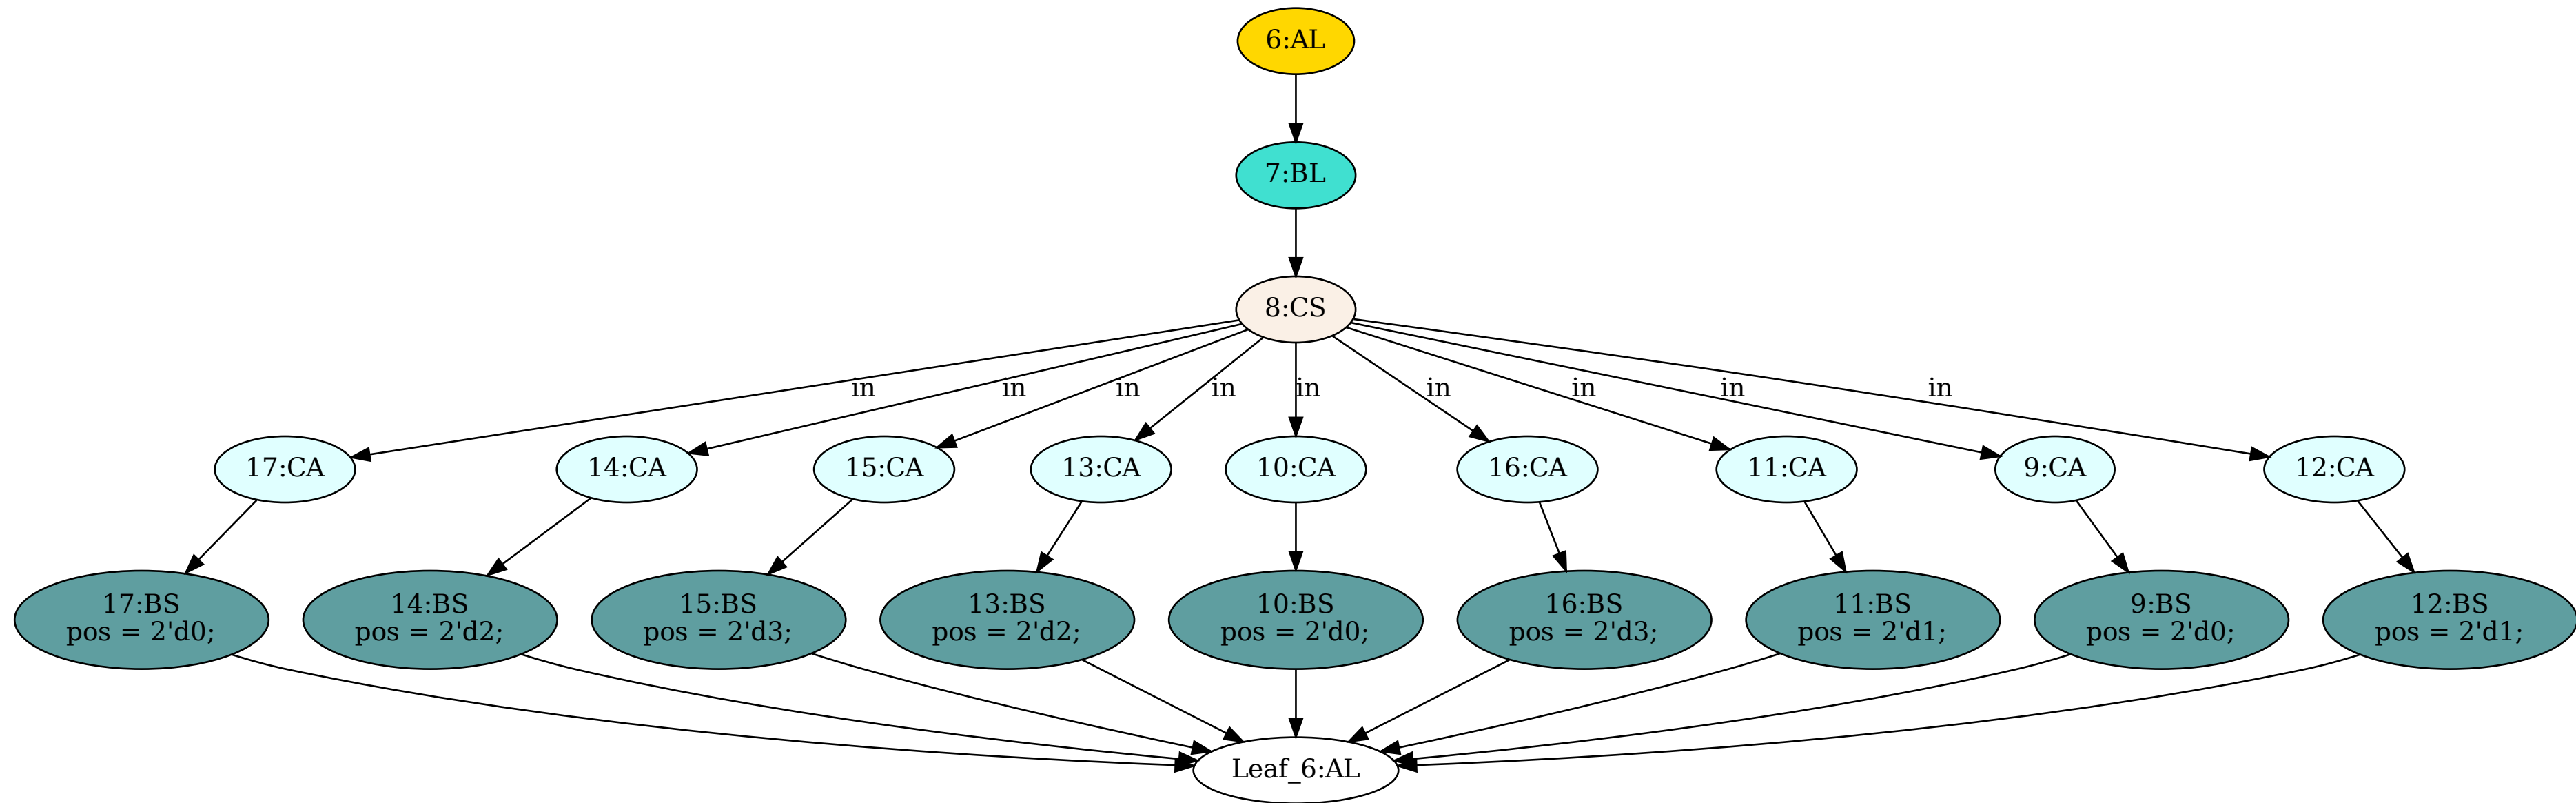 6:AL
7:BL
8:CS
in in in in in in in in in
17:CA 14:CA 15:CA 13:CA 10:CA 16:CA 11:CA 9:CA 12:CA
17:BS 14:BS 15:BS 13:BS 10:BS 16:BS 11:BS 9:BS 12:BS
pos = 2'd0; pos = 2'd2; pos = 2'd3; pos = 2'd2; pos = 2'd0; pos = 2'd3; pos = 2'd1; pos = 2'd0; pos = 2'd1;
Leaf_6:AL